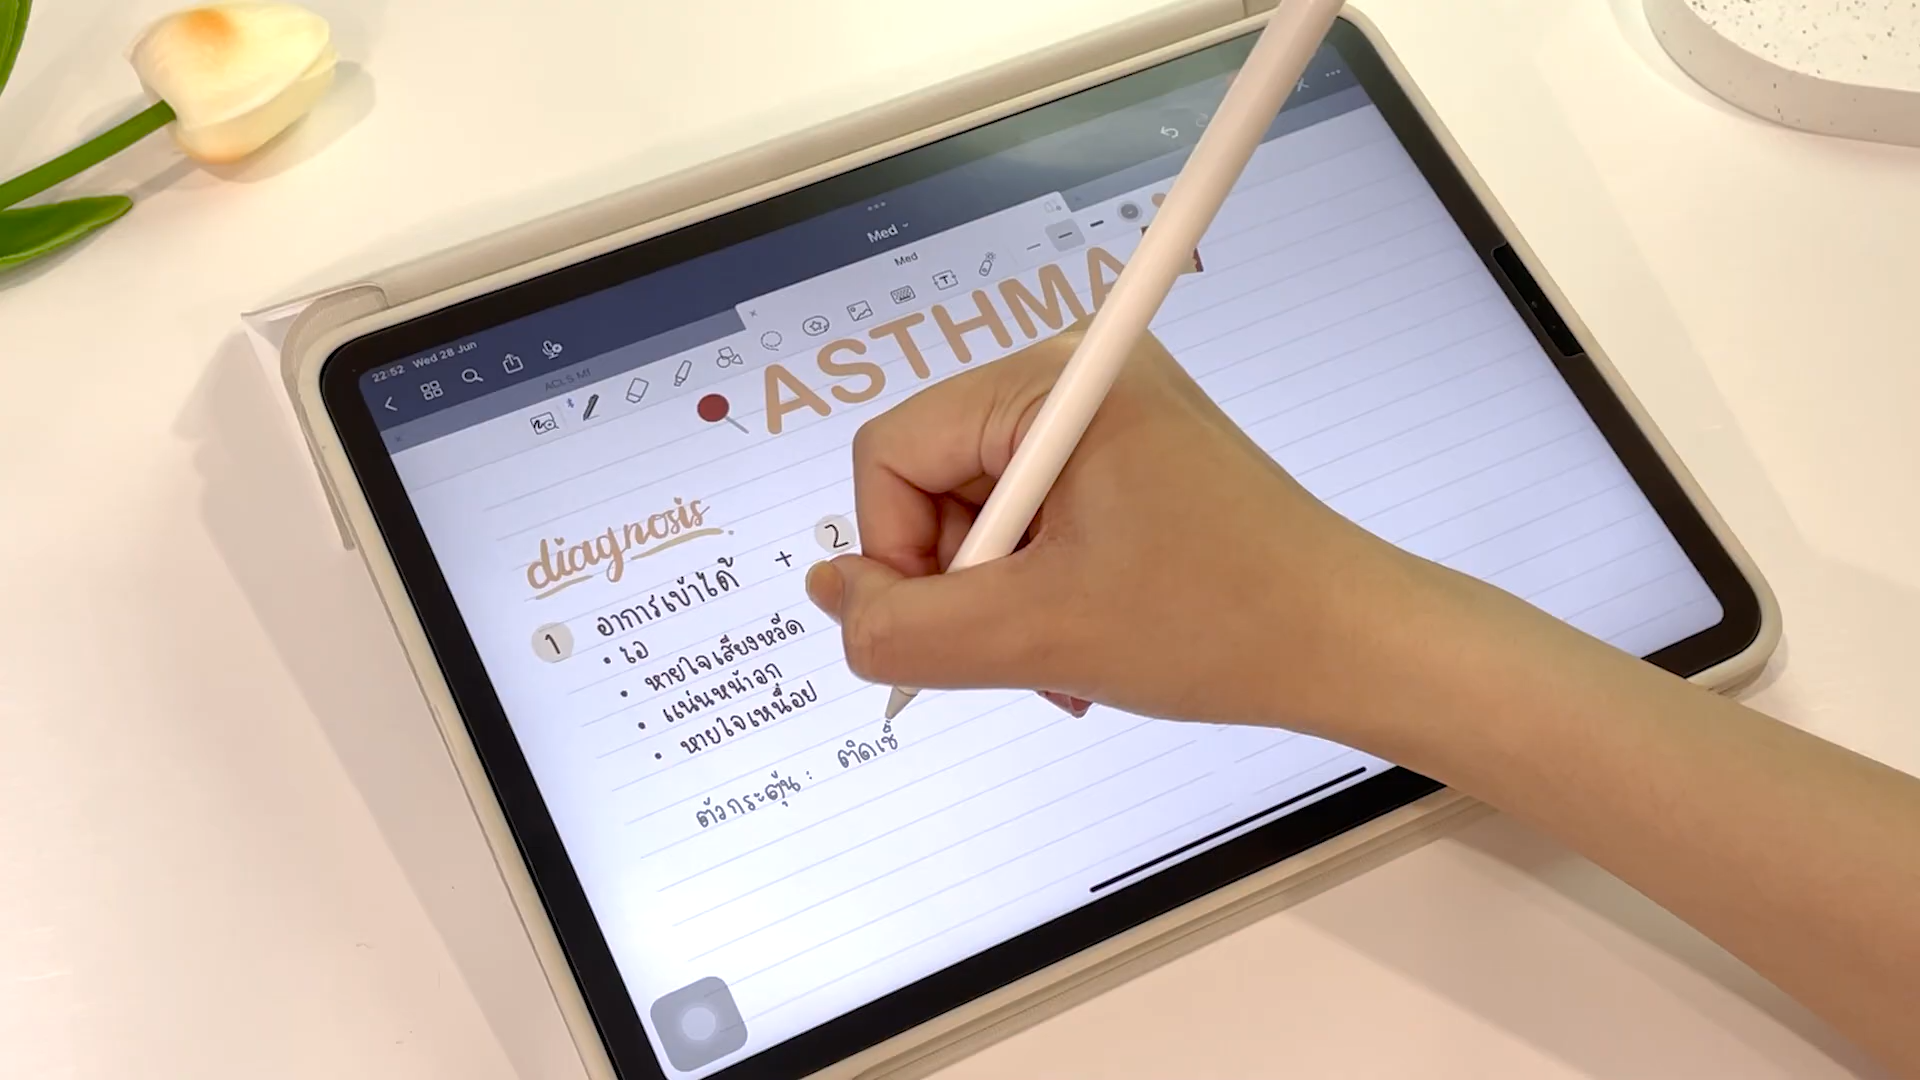 22:52 Wed 28 Jun
Med
Med
ASTHMA
diagnosis
1 อาการเข้าได้ + 2
• ไอ
• หายใจเสียงหวีด
• แน่นหน้าอก
• หายใจเหนื่อย
ตัวกระตุ้น : ติดเชื้